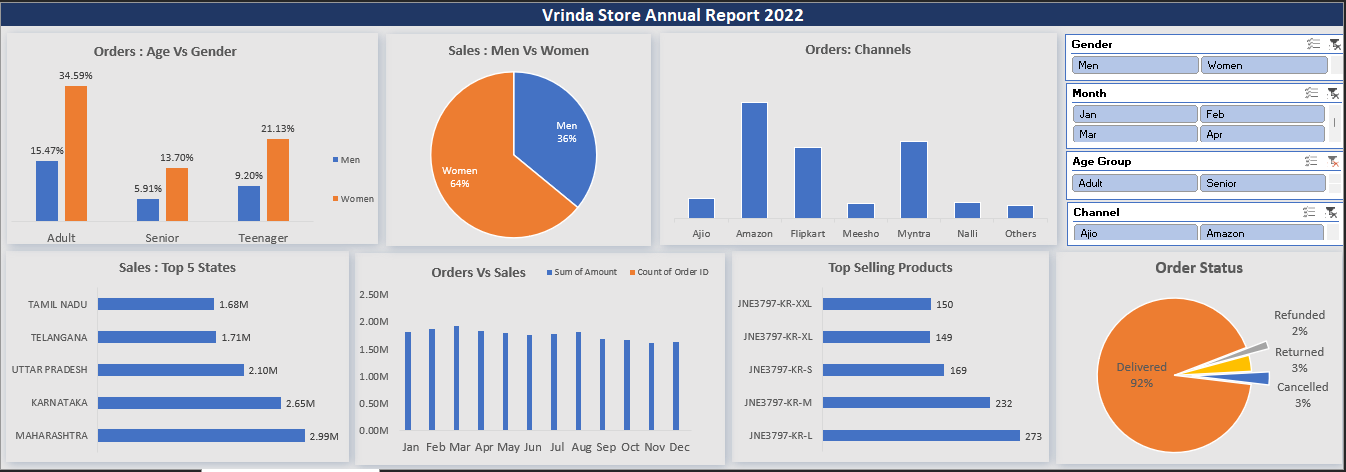 Vrinda Store Annual Report 2022
Orders : Age Vs Gender
34.59%
15.47%
5.91%
13.70%
9.20%
21.13%
Men
Women
Adult
Senior
Teenager
Sales : Men Vs Women
Men
36%
Women
64%
Orders: Channels
Ajio
Amazon
Flipkart
Meesho
Myntra
Nalli
Others
Gender
Men
Women
Month
Jan
Feb
Mar
Apr
Age Group
Adult
Senior
Channel
Ajio
Amazon
Sales : Top 5 States
TAMIL NADU
1.68M
TELANGANA
1.71M
UTTAR PRADESH
2.10M
KARNATAKA
2.65M
MAHARASHTRA
2.99M
Orders Vs Sales
Sum of Amount
Count of Order ID
2.50M
2.00M
1.50M
1.00M
0.50M
0.00M
Jan Feb Mar Apr May Jun Jul Aug Sep Oct Nov Dec
Top Selling Products
JNE3797-KR-XXL
150
JNE3797-KR-XL
149
JNE3797-KR-S
169
JNE3797-KR-M
232
JNE3797-KR-L
273
Order Status
Delivered
92%
Refunded
2%
Returned
3%
Cancelled
3%